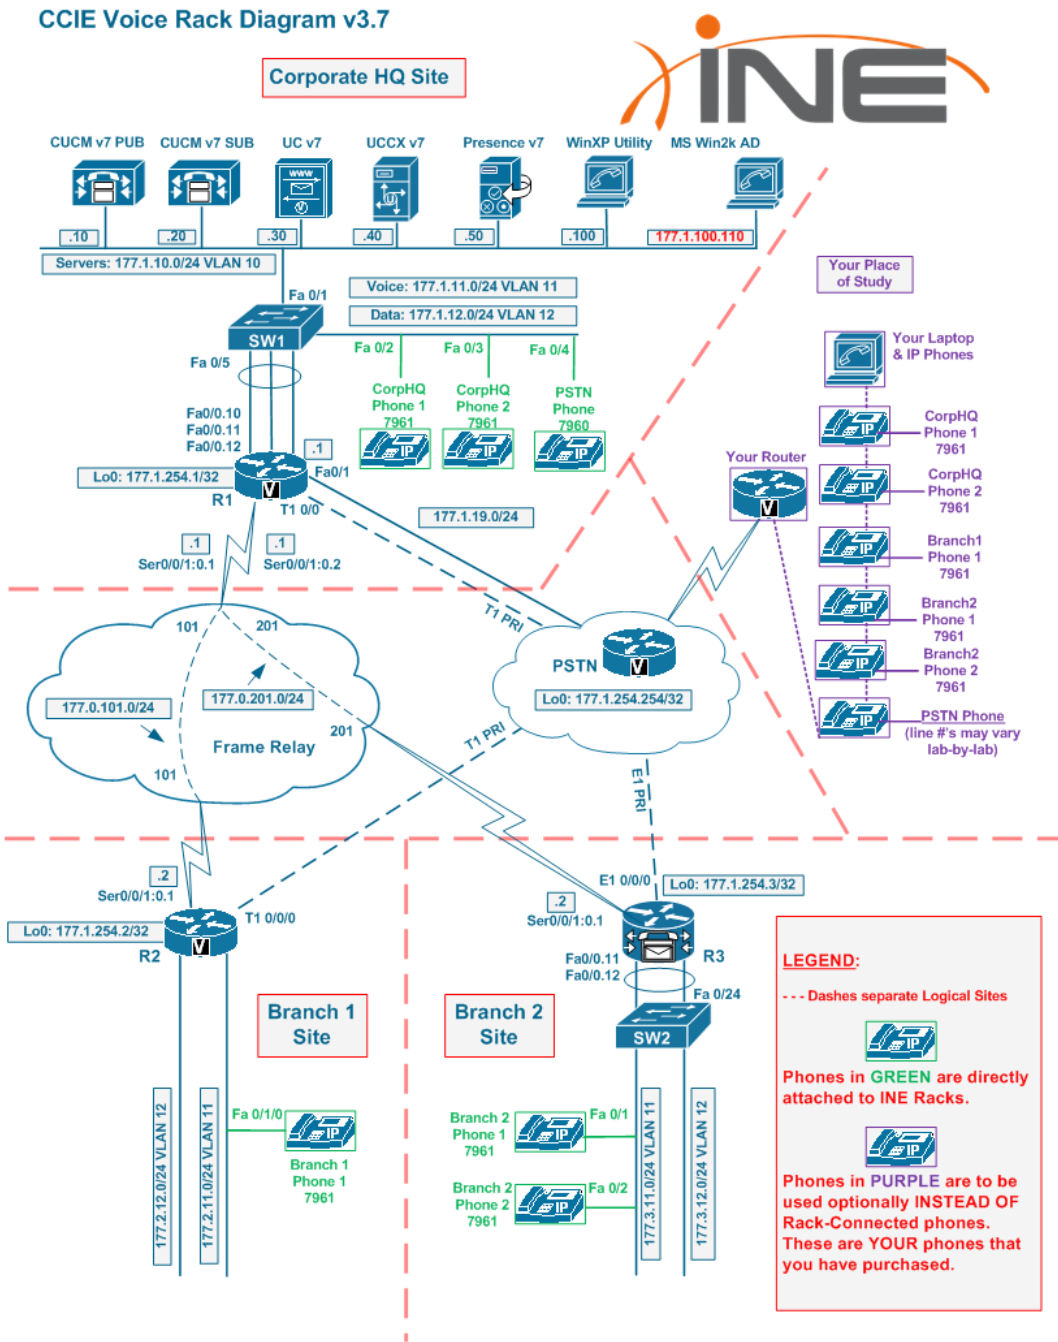 CCIE Voice Rack Diagram v3.7
INE
Corporate HQ Site
CUCM v7 PUB
CUCM v7 SUB
UC v7
UCCX v7
Presence v7
WinXP Utility
MS Win2k AD
WWW
V
.10
.20
.30
.40
.50
.100
177.1.100.110
Servers: 177.1.10.0/24 VLAN 10
Fa 0/1
Voice: 177.1.11.0/24 VLAN 11
Data: 177.1.12.0/24 VLAN 12
SW1
Fa 0/2
Fa 0/3
Fa 0/4
Fa 0/5
CorpHQ
Phone 1
7961
IP
CorpHQ
Phone 2
7961
IP
PSTN
Phone
7960
IP
Fa0/0.10
Fa0/0.11
Fa0/0.12
.1
Fa0/1
Lo0: 177.1.254.1/32
V
R1
T1 0/0
177.1.19.0/24
.1
Ser0/0/1:0.1
.1
Ser0/0/1:0.2
T1 PRI
Your Place
of Study
Your Laptop
& IP Phones
IP
CorpHQ
Phone 1
7961
IP
CorpHQ
Phone 2
7961
IP
Branch1
Phone 1
7961
IP
Branch2
Phone 1
7961
IP
Branch2
Phone 2
7961
IP
PSTN Phone
(line #'s may vary
lab-by-lab)
Your Router
V
101
201
177.0.101.0/24
177.0.201.0/24
Frame Relay
201
101
PSTN
V
Lo0: 177.1.254.254/32
T1 PRI
E1 PRI
.2
Ser0/0/1:0.1
T1 0/0/0
Lo0: 177.1.254.2/32
V
R2
Branch 1
Site
177.2.12.0/24 VLAN 12
177.2.11.0/24 VLAN 11
Fa 0/1/0
IP
Branch 1
Phone 1
7961
E1 0/0/0
Lo0: 177.1.254.3/32
.2
Ser0/0/1:0.1
R3
Fa0/0.11
Fa0/0.12
Fa 0/24
SW2
Branch 2
Site
Branch 2
Phone 1
7961
IP
Fa 0/1
Branch 2
Phone 2
7961
IP
Fa 0/2
177.3.11.0/24 VLAN 11
177.3.12.0/24 VLAN 12
LEGEND:
- - - Dashes separate Logical Sites
IP
Phones in GREEN are directly
attached to INE Racks.
IP
Phones in PURPLE are to be
used optionally INSTEAD OF
Rack-Connected phones.
These are YOUR phones that
you have purchased.